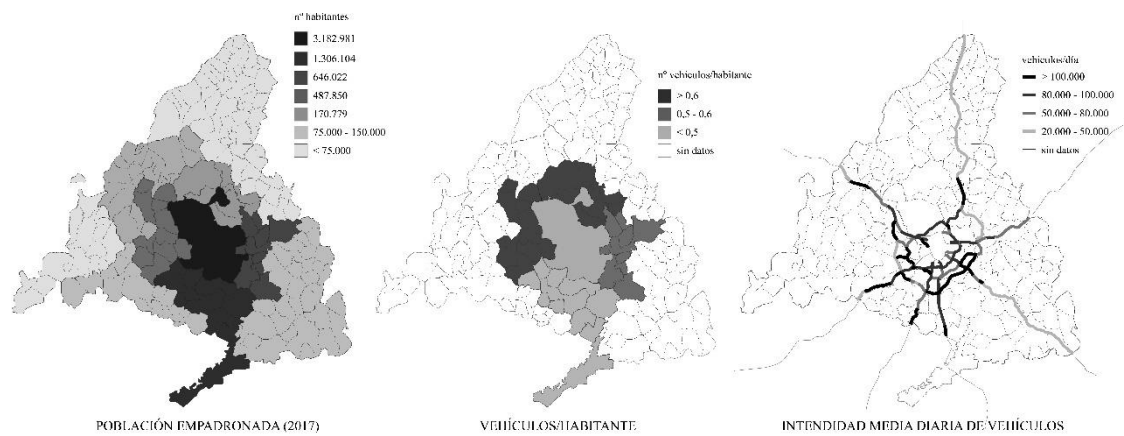 nº habitantes
3.182.981
1.306.104
646.022
487.850
170.779
75.000 - 150.000
< 75.000
nº vehículos/habitante
> 0,6
0,5 - 0,6
< 0,5
sin datos
vehículos/día
> 100.000
80.000 - 100.000
50.000 - 80.000
20.000 - 50.000
sin datos
POBLACIÓN EMPADRONADA (2017)
VEHÍCULOS/HABITANTE
INTENDIDAD MEDIA DIARIA DE VEHÍCULOS